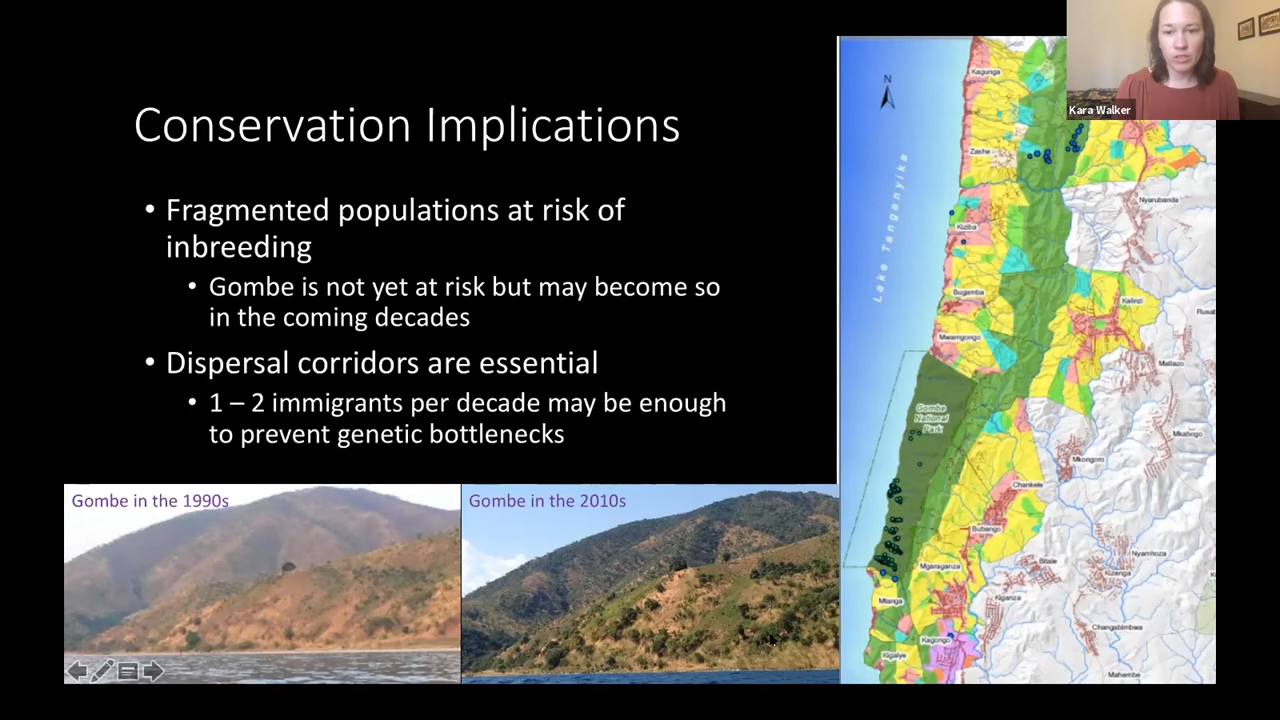 Conservation Implications
• Fragmented populations at risk of
inbreeding
• Gombe is not yet at risk but may become so
in the coming decades
• Dispersal corridors are essential
• 1 – 2 immigrants per decade may be enough
to prevent genetic bottlenecks
Gombe in the 1990s
Gombe in the 2010s
Kara Walker
N
Lake Tanganyika
Kagunga
Zashe
Nyarubanda
Kiziba
Bugamba
Kalinzi
Mwamgongo
Matiazo
Gombe
National
Park
Mkabogo
Mkongoro
Chankele
Bubango
Nyamhoza
Bitale
Mgaraganza
Kizenga
Kiganza
Mtanga
Changabimbwa
Kagongo
Kigalye
Mahembe